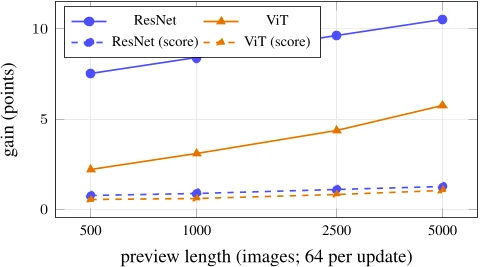 ResNet ViT
ResNet (score) ViT (score)
10
5
0
gain (points)
500 1000 2500 5000
preview length (images; 64 per update)